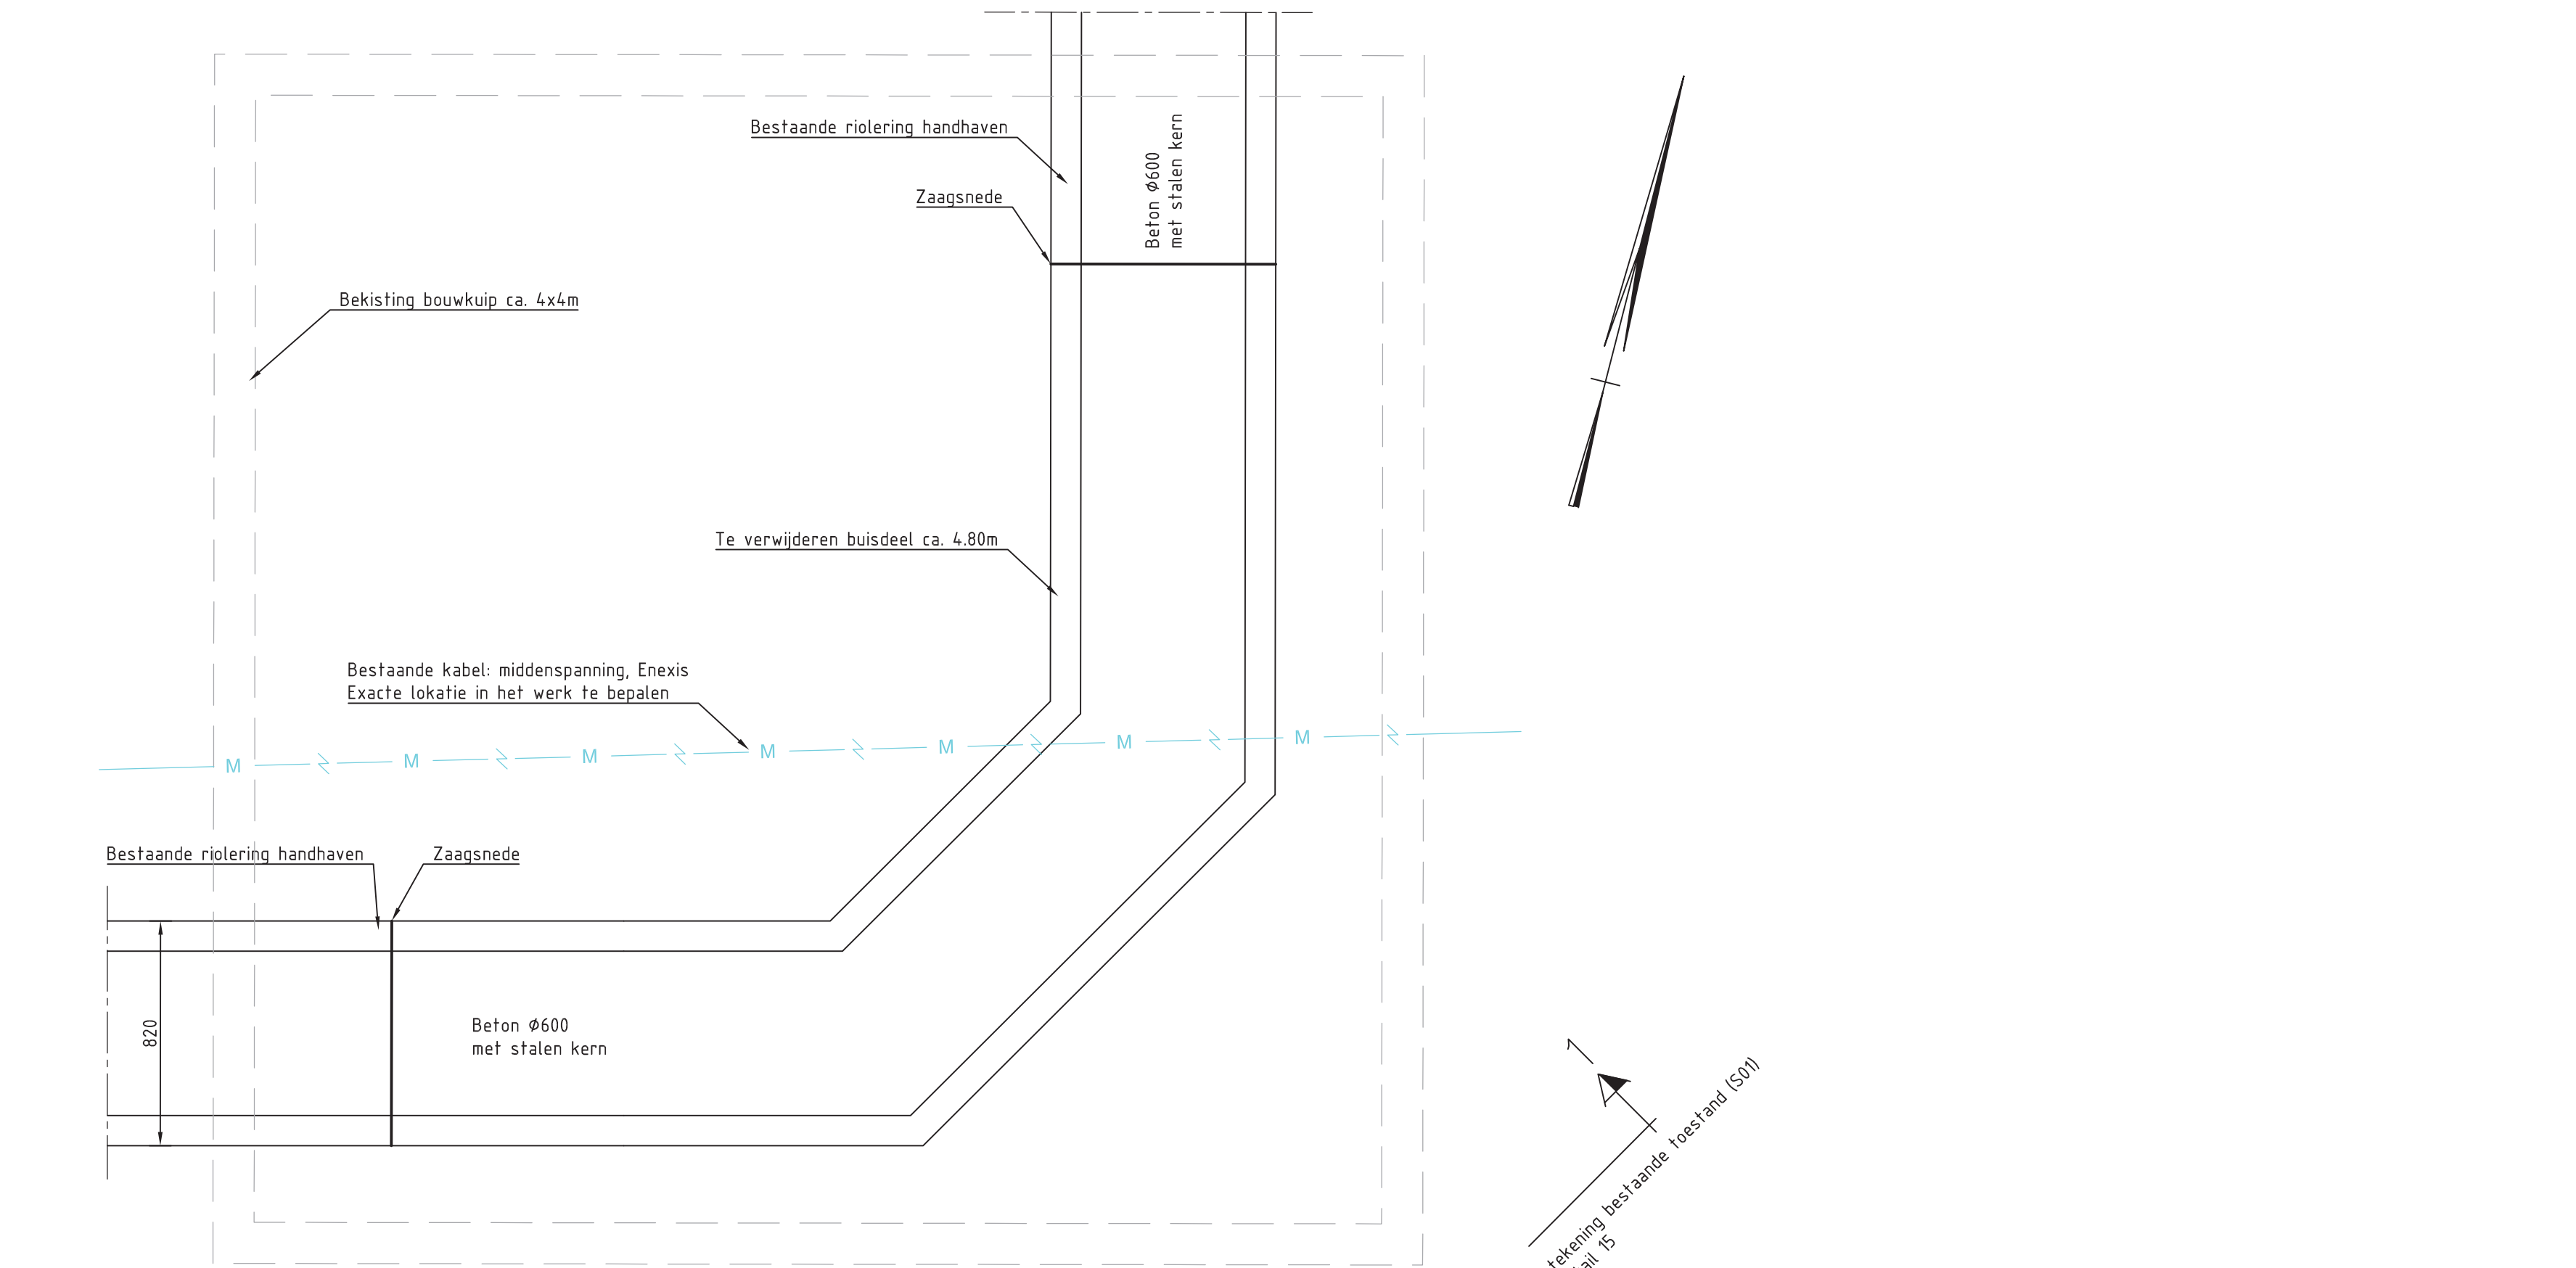 Bestaande riolering handhaven
Beton Ø600
met stalen kern
Zaagsnede
Bekisting bouwkuip ca. 4x4m
Te verwijderen buisdeel ca. 4.80m
Bestaande kabel: middenspanning, Enexis
Exacte lokatie in het werk te bepalen
M M M M M M M
Bestaande riolering handhaven
Zaagsnede
820
Beton Ø600
met stalen kern
1
tekening bestaande toestand (S01)
15